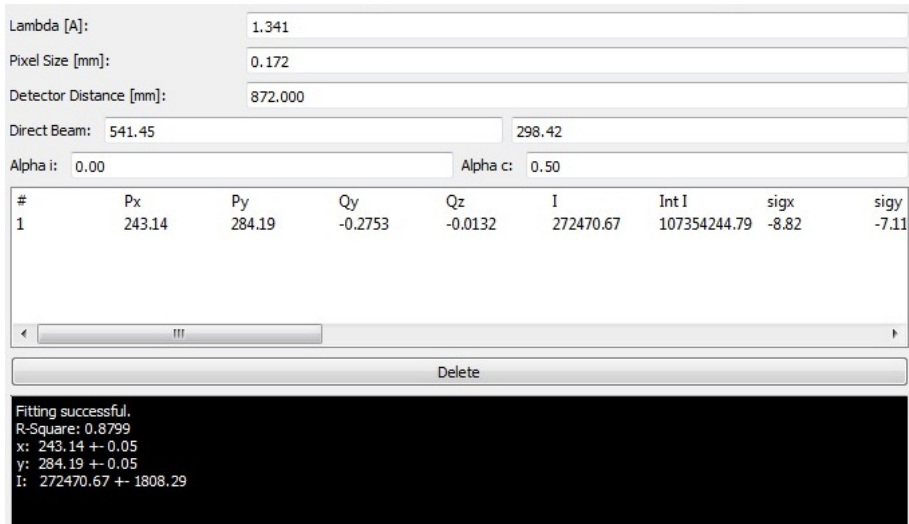 Lambda [A]: 1.341
Pixel Size [mm]: 0.172
Detector Distance [mm]: 872.000
Direct Beam: 541.45 298.42
Alpha i: 0.00 Alpha c: 0.50
# Px Py Qy Qz I Int I sigx sigy
1 243.14 284.19 -0.2753 -0.0132 272470.67 107354244.79 -8.82 -7.11
Delete
Fitting successful.
R-Square: 0.8799
x: 243.14 +- 0.05
y: 284.19 +- 0.05
I: 272470.67 +- 1808.29